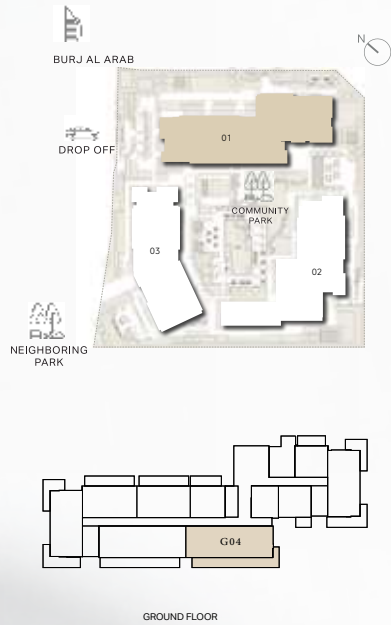 N
BURJ AL ARAB
DROP OFF
01
COMMUNITY
PARK
03
02
NEIGHBORING
PARK
G04
GROUND FLOOR